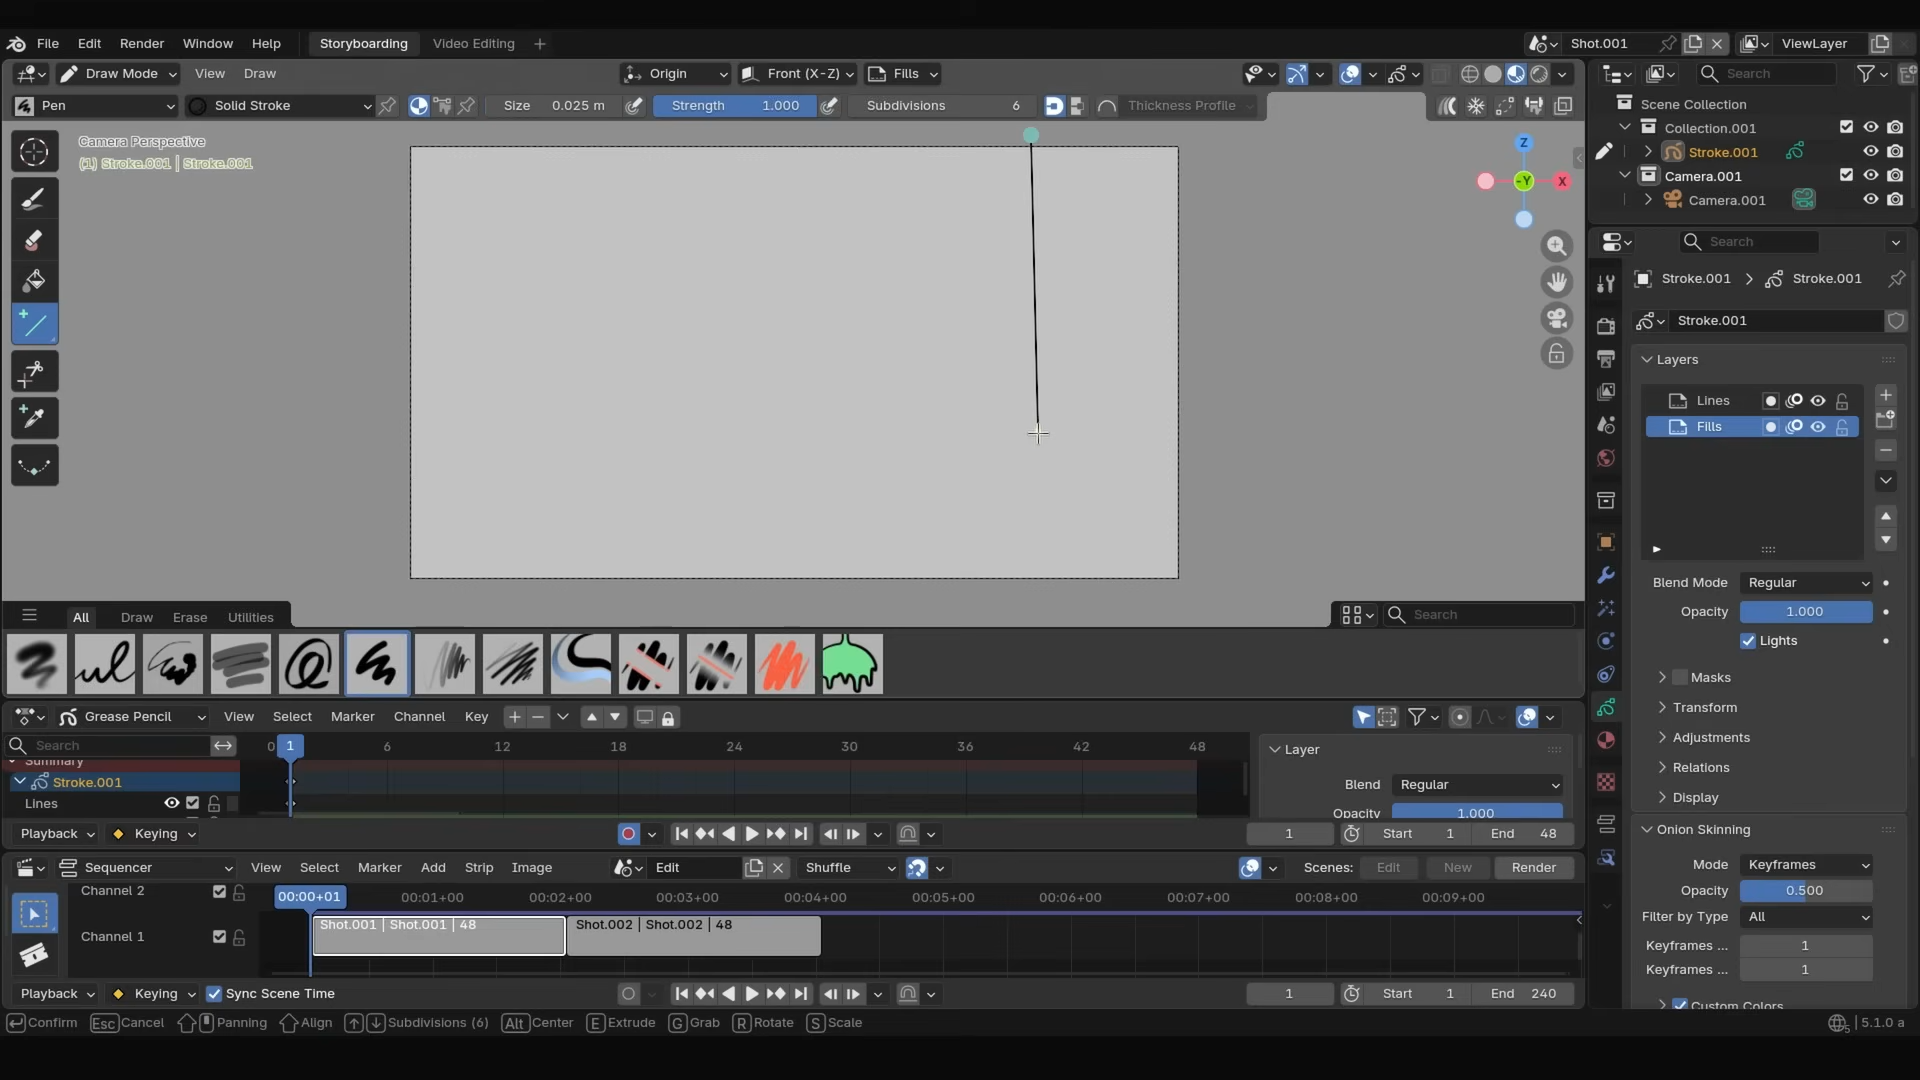 File Edit Render Window Help Storyboarding Video Editing + Shot.001 ViewLayer
Draw Mode View Draw Origin Front (X-Z) Fills Search
Pen Solid Stroke Size 0.025 m Strength 1.000 Subdivisions 6 Thickness Profile
Scene Collection
Collection.001
Stroke.001
Camera.001
Camera.001
Camera Perspective
(1) Stroke.001 | Stroke.001
Z
-Y
X
Search
Stroke.001 > Stroke.001
Stroke.001
Layers
Lines
Fills
Blend Mode Regular
Opacity 1.000
Lights
Masks
Transform
Adjustments
Relations
Display
Onion Skinning
Mode Keyframes
Opacity 0.500
Filter by Type All
Keyframes ... 1
Keyframes ... 1
Custom Colors
All Draw Erase Utilities Search
Grease Pencil View Select Marker Channel Key
Search 0 1 6 12 18 24 30 36 42 48
Summary
Stroke.001
Lines
Layer
Blend Regular
Opacity 1.000
Playback Keying 1 Start 1 End 48
Sequencer View Select Marker Add Strip Image Edit Shuffle Scenes: Edit New Render
Channel 2 00:00+01 00:01+00 00:02+00 00:03+00 00:04+00 00:05+00 00:06+00 00:07+00 00:08+00 00:09+00
Channel 1 Shot.001 | Shot.001 | 48 Shot.002 | Shot.002 | 48
Playback Keying Sync Scene Time 1 Start 1 End 240
Confirm Esc Cancel Panning Align Subdivisions (6) Alt Center E Extrude G Grab R Rotate S Scale 5.1.0 a